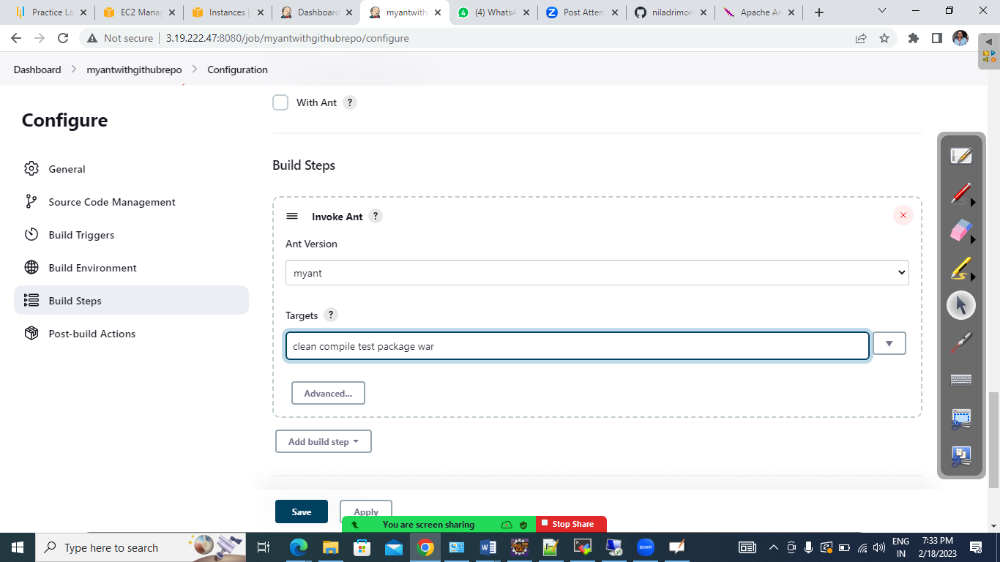 Practice La
EC2 Manag
Instances |
Dashboard
myantwith
(4) WhatsA
Post Atten
niladrimon
Apache An
Not secure | 3.19.222.47:8080/job/myantwithgithubrepo/configure
Dashboard > myantwithgithubrepo > Configuration
Configure
General
Source Code Management
Build Triggers
Build Environment
Build Steps
Post-build Actions
With Ant ?
Build Steps
Invoke Ant ?
Ant Version
myant
Targets ?
clean compile test package war
Advanced...
Add build step
Save
Apply
You are screen sharing
Stop Share
Type here to search
zoom
ENG
IN
7:33 PM
2/18/2023